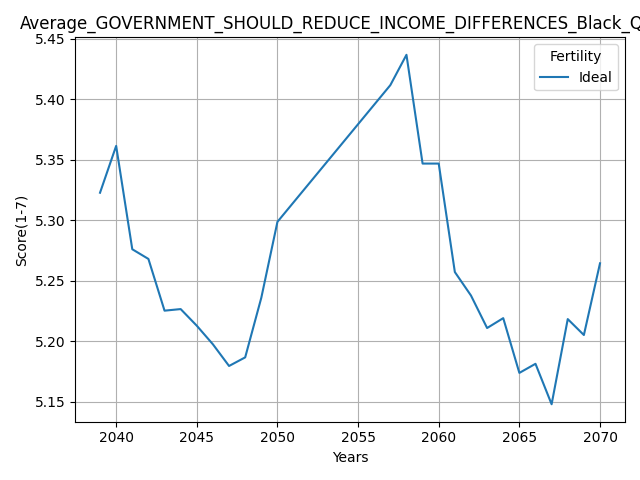 Average_GOVERNMENT_SHOULD_REDUCE_INCOME_DIFFERENCES_Black_Q
5.45
5.40
5.35
5.30
5.25
5.20
5.15
Score(1-7)
Fertility
Ideal
2040 2045 2050 2055 2060 2065 2070
Years